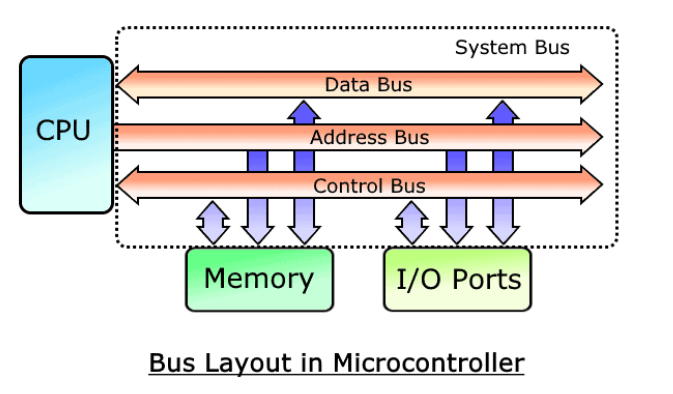 System Bus
Data Bus
CPU
Address Bus
Control Bus
Memory
I/O Ports
Bus Layout in Microcontroller